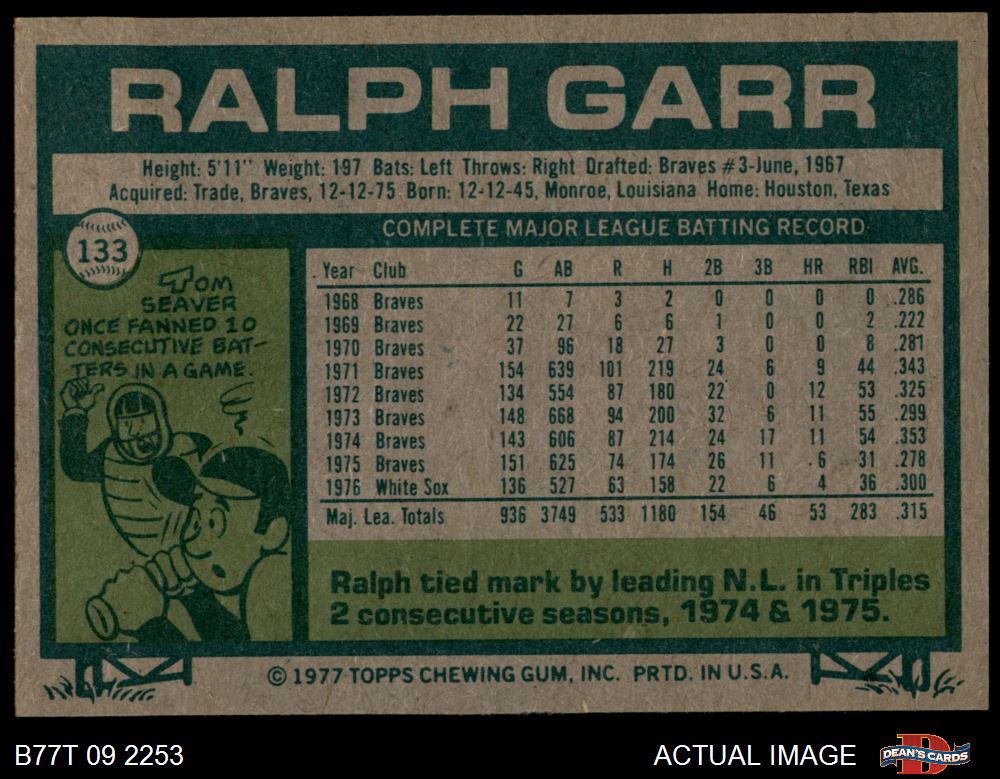 RALPH GARR
Height: 5'11" Weight: 197 Bats: Left Throws: Right Drafted: Braves #3-June, 1967
Acquired: Trade, Braves, 12-12-75 Born: 12-12-45, Monroe, Louisiana Home: Houston, Texas
133
TOM
SEAVER
ONCE FANNED 10
CONSECUTIVE BAT-
TERS IN A GAME.
COMPLETE MAJOR LEAGUE BATTING RECORD
Year Club G AB R H 2B 3B HR RBI AVG.
1968 Braves 11 7 3 2 0 0 0 0 .286
1969 Braves 22 27 6 6 1 0 0 2 .222
1970 Braves 37 96 18 27 3 0 0 8 .281
1971 Braves 154 639 101 219 24 6 9 44 .343
1972 Braves 134 554 87 180 22 0 12 53 .325
1973 Braves 148 668 94 200 32 6 11 55 .299
1974 Braves 143 606 87 214 24 17 11 54 .353
1975 Braves 151 625 74 174 26 11 6 31 .278
1976 White Sox 136 527 63 158 22 6 4 36 .300
Maj. Lea. Totals 936 3749 533 1180 154 46 53 283 .315
Ralph tied mark by leading N.L. in Triples
2 consecutive seasons, 1974 & 1975.
© 1977 TOPPS CHEWING GUM, INC. PRTD. IN U.S.A.
B77T 09 2253
ACTUAL IMAGE
D
DEAN'S CARDS